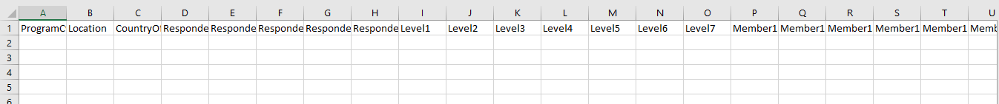 A B C D E F G H I J K L M N O P Q R S T U
1 ProgramC Location CountryOf Responde Responde Responde Responde Responde Level1 Level2 Level3 Level4 Level5 Level6 Level7 Member1 Member1 Member1 Member1 Member1 Memb
2
3
4
5
6